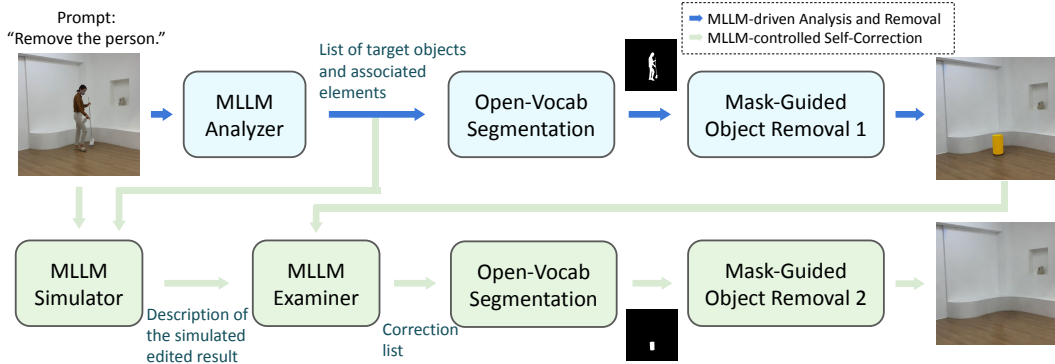 Prompt:
“Remove the person.”
MLLM-driven Analysis and Removal
MLLM-controlled Self-Correction
MLLM
Analyzer
List of target objects
and associated
elements
Open-Vocab
Segmentation
Mask-Guided
Object Removal 1
MLLM
Simulator
Description of
the simulated
edited result
MLLM
Examiner
Correction
list
Open-Vocab
Segmentation
Mask-Guided
Object Removal 2